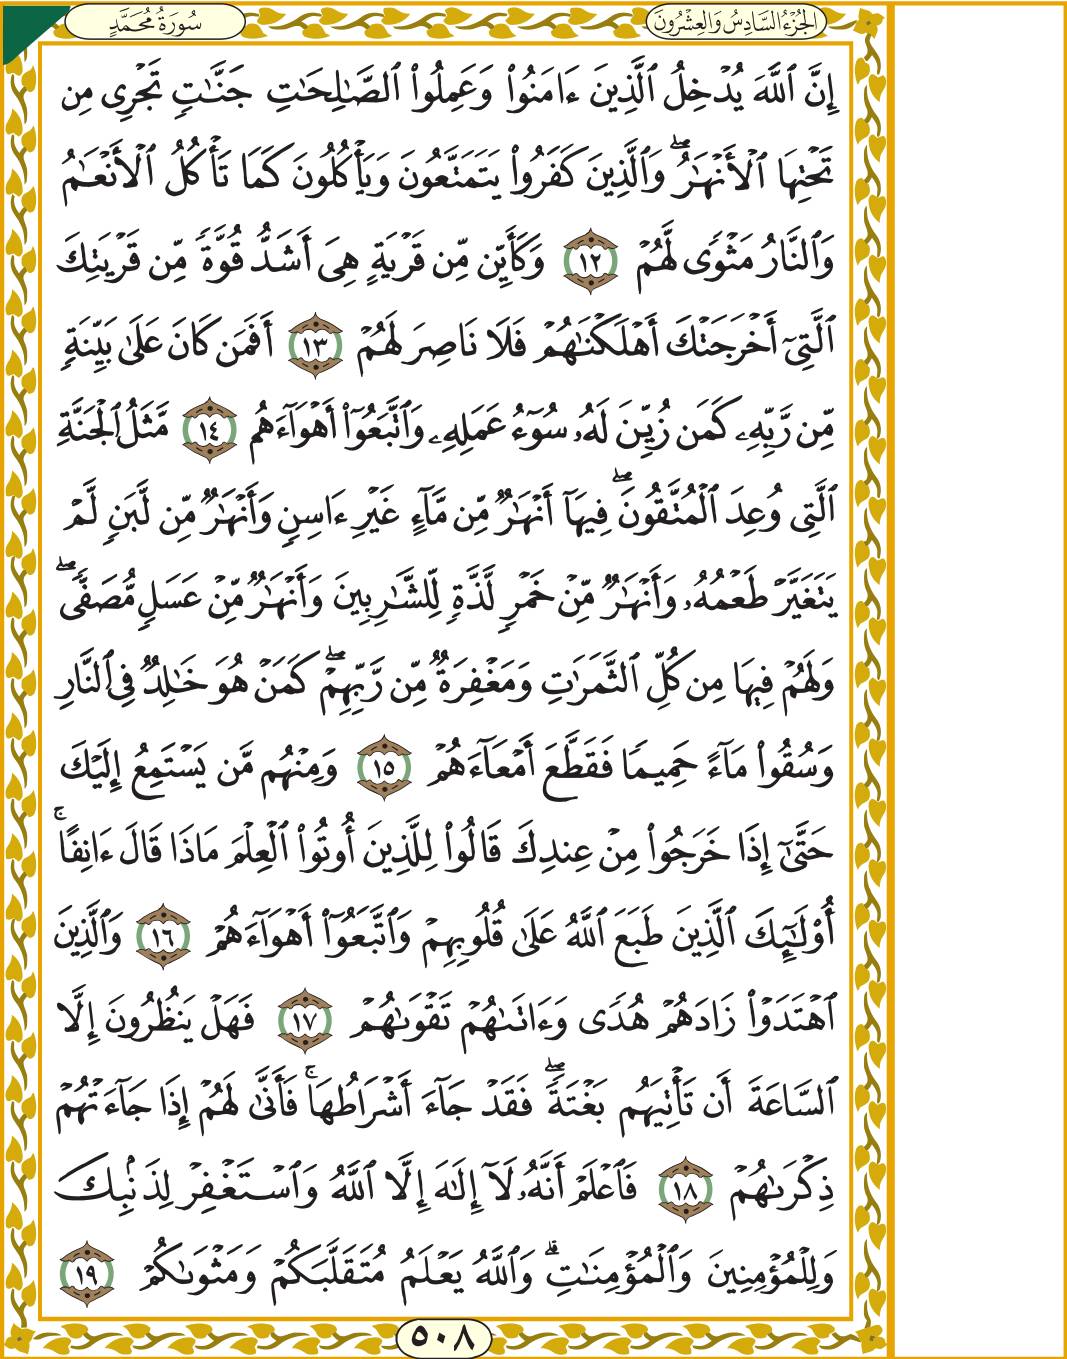 الجُزْءُ السَّادِسُ وَالعِشْرُونَ
سُورَةُ مُحَمَّدٍ
إِنَّ ٱللَّهَ يُدْخِلُ ٱلَّذِينَ ءَامَنُوا۟ وَعَمِلُوا۟ ٱلصَّـٰلِحَـٰتِ جَنَّـٰتٍۢ تَجْرِى مِن
تَحْتِهَا ٱلْأَنْهَـٰرُ ۖ وَٱلَّذِينَ كَفَرُوا۟ يَتَمَتَّعُونَ وَيَأْكُلُونَ كَمَا تَأْكُلُ ٱلْأَنْعَـٰمُ
وَٱلنَّارُ مَثْوًۭى لَّهُمْ ١٢ وَكَأَيِّن مِّن قَرْيَةٍ هِىَ أَشَدُّ قُوَّةًۭ مِّن قَرْيَتِكَ
ٱلَّتِىٓ أَخْرَجَتْكَ أَهْلَكْنَـٰهُمْ فَلَا نَاصِرَ لَهُمْ ١٣ أَفَمَن كَانَ عَلَىٰ بَيِّنَةٍۢ
مِّن رَّبِّهِۦ كَمَن زُيِّنَ لَهُۥ سُوٓءُ عَمَلِهِۦ وَٱتَّبَعُوٓا۟ أَهْوَآءَهُم ١٤ مَّثَلُ ٱلْجَنَّةِ
ٱلَّتِى وُعِدَ ٱلْمُتَّقُونَ ۖ فِيهَآ أَنْهَـٰرٌۭ مِّن مَّآءٍ غَيْرِ ءَاسِنٍۢ وَأَنْهَـٰرٌۭ مِّن لَّبَنٍۢ لَّمْ
يَتَغَيَّرْ طَعْمُهُۥ وَأَنْهَـٰرٌۭ مِّنْ خَمْرٍۢ لَّذَّةٍۢ لِّلشَّـٰرِبِينَ وَأَنْهَـٰرٌۭ مِّنْ عَسَلٍۢ مُّصَفًّۭى ۖ
وَلَهُمْ فِيهَا مِن كُلِّ ٱلثَّمَرَٰتِ وَمَغْفِرَةٌۭ مِّن رَّبِّهِمْ ۖ كَمَنْ هُوَ خَـٰلِدٌۭ فِى ٱلنَّارِ
وَسُقُوا۟ مَآءً حَمِيمًۭا فَقَطَّعَ أَمْعَآءَهُمْ ١٥ وَمِنْهُم مَّن يَسْتَمِعُ إِلَيْكَ
حَتَّىٰٓ إِذَا خَرَجُوا۟ مِنْ عِندِكَ قَالُوا۟ لِلَّذِينَ أُوتُوا۟ ٱلْعِلْمَ مَاذَا قَالَ ءَانِفًا ۚ
أُو۟لَـٰٓئِكَ ٱلَّذِينَ طَبَعَ ٱللَّهُ عَلَىٰ قُلُوبِهِمْ وَٱتَّبَعُوٓا۟ أَهْوَآءَهُمْ ١٦ وَٱلَّذِينَ
ٱهْتَدَوْا۟ زَادَهُمْ هُدًۭى وَءَاتَىٰهُمْ تَقْوَىٰهُمْ ١٧ فَهَلْ يَنظُرُونَ إِلَّا
ٱلسَّاعَةَ أَن تَأْتِيَهُم بَغْتَةًۭ ۖ فَقَدْ جَآءَ أَشْرَاطُهَا ۚ فَأَنَّىٰ لَهُمْ إِذَا جَآءَتْهُمْ
ذِكْرَىٰهُمْ ١٨ فَٱعْلَمْ أَنَّهُۥ لَآ إِلَـٰهَ إِلَّا ٱللَّهُ وَٱسْتَغْفِرْ لِذَنۢبِكَ
وَلِلْمُؤْمِنِينَ وَٱلْمُؤْمِنَـٰتِ ۗ وَٱللَّهُ يَعْلَمُ مُتَقَلَّبَكُمْ وَمَثْوَىٰكُمْ ١٩
٥٠٨